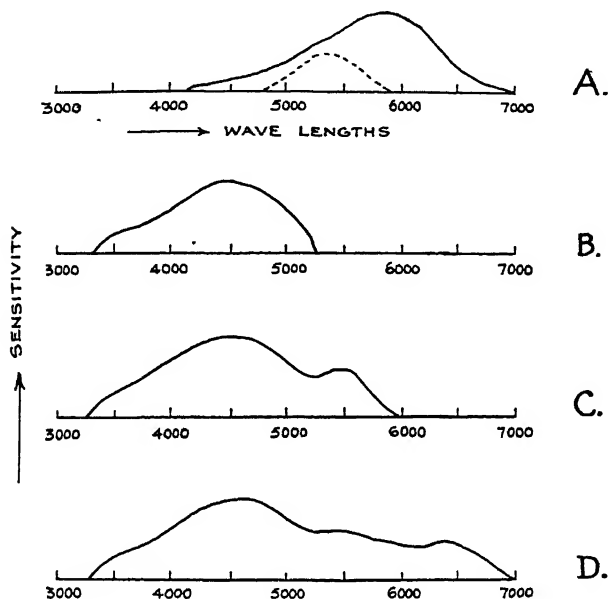 3000 4000 5000 6000 7000 A.
WAVE LENGTHS
3000 4000 5000 6000 7000 B.
SENSITIVITY
3000 4000 5000 6000 7000 C.
3000 4000 5000 6000 7000 D.